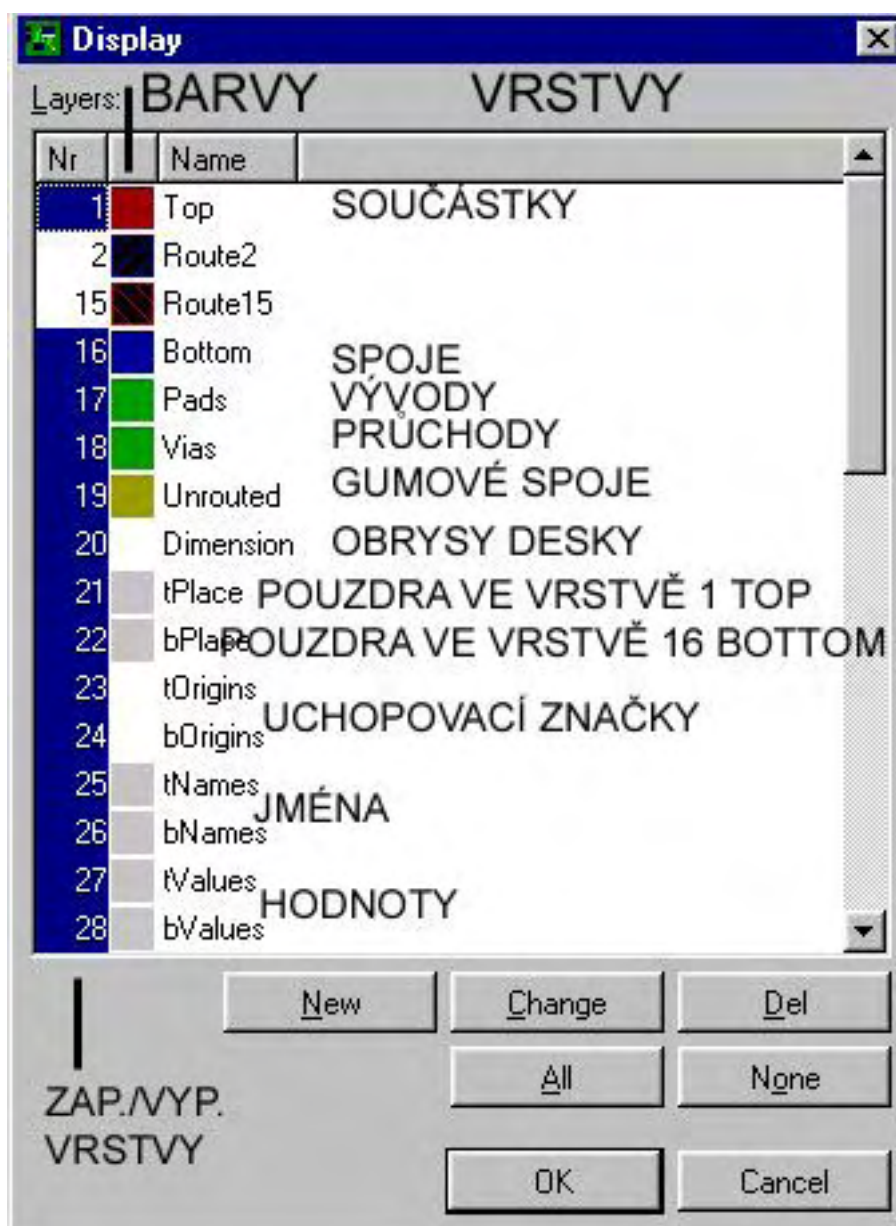 Display
Layers: BARVY VRSTVY
Nr Name
1 Top SOUČÁSTKY
2 Route2
15 Route15
16 Bottom SPOJE
17 Pads VÝVODY
18 Vias PRŮCHODY
19 Unrouted GUMOVÉ SPOJE
20 Dimension OBRYSY DESKY
21 tPlace POUZDRA VE VRSTVĚ 1 TOP
22 bPlace POUZDRA VE VRSTVĚ 16 BOTTOM
23 tOrigins
UCHOPOVACÍ ZNAČKY
24 bOrigins
25 tNames
JMÉNA
26 bNames
27 tValues
HODNOTY
28 bValues
New Change Del
All None
ZAP./VYP.
VRSTVY
OK Cancel